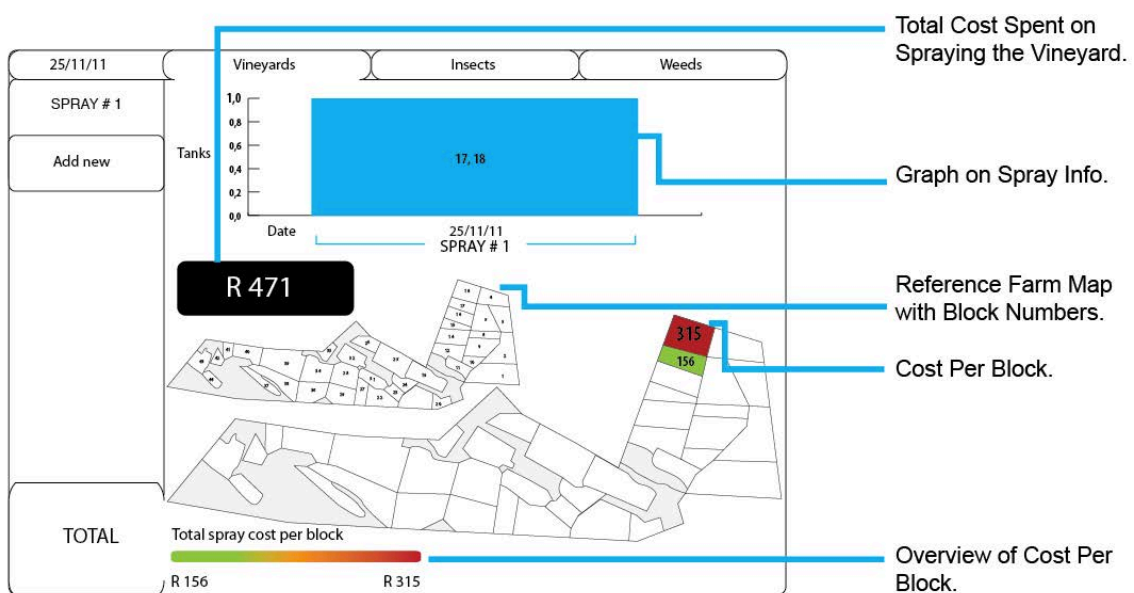 Total Cost Spent on
Spraying the Vineyard.
25/11/11
Vineyards
Insects
Weeds
SPRAY # 1
Add new
Tanks
1,0
0,8
0,6
0,4
0,2
0,0
17, 18
Graph on Spray Info.
Date
25/11/11
SPRAY # 1
R 471
Reference Farm Map
with Block Numbers.
315
156
Cost Per Block.
TOTAL
Total spray cost per block
R 156
R 315
Overview of Cost Per
Block.